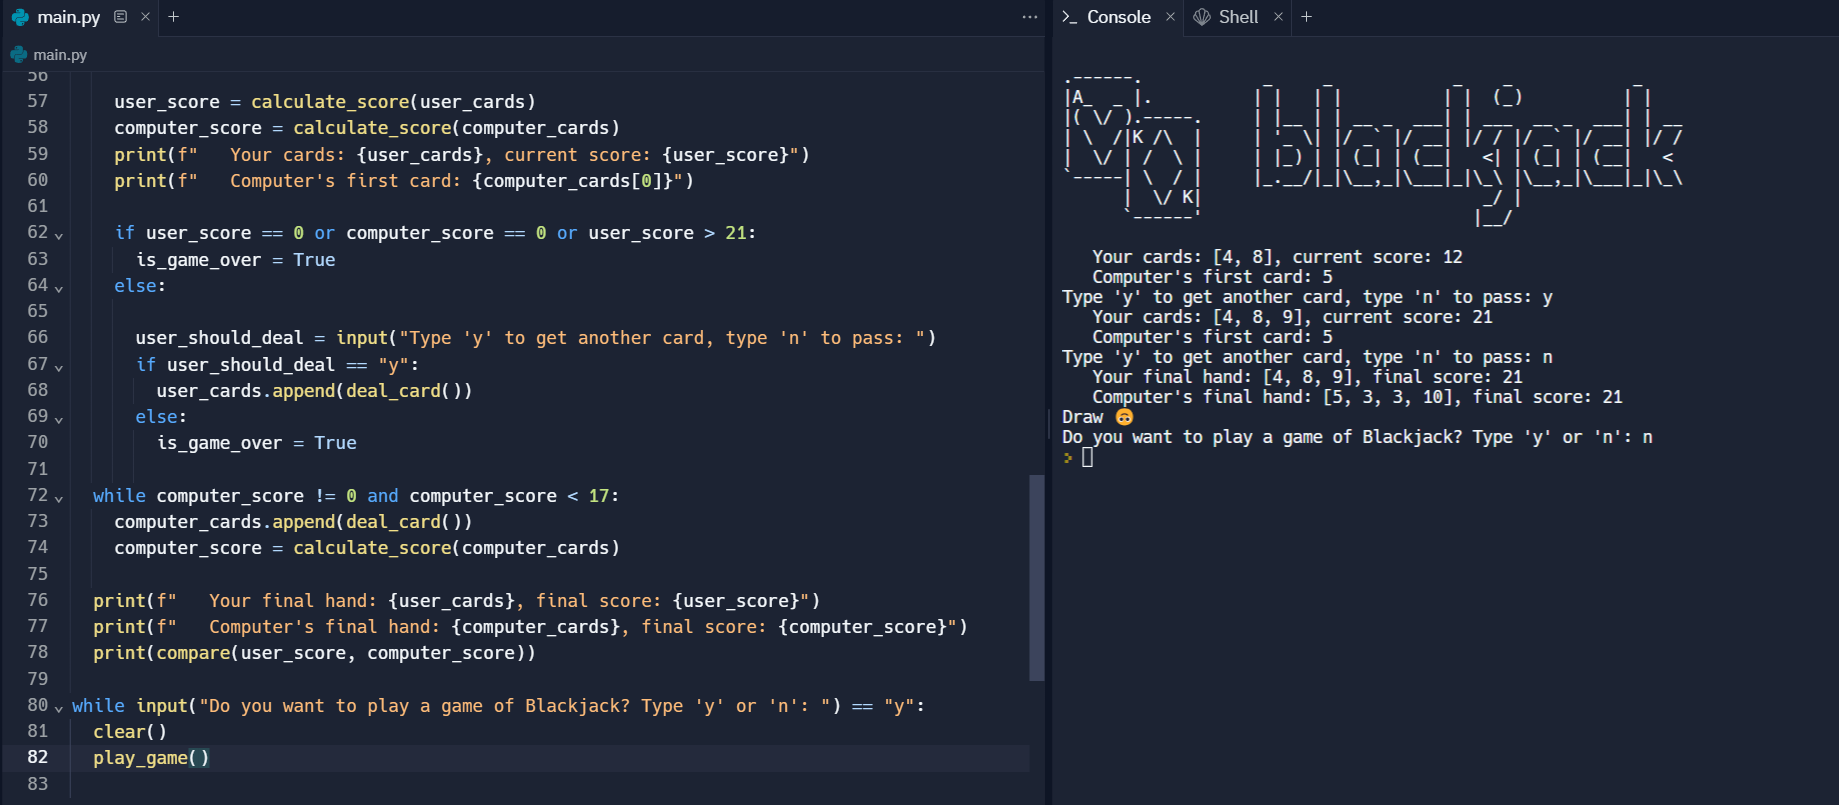 main.py
Console
Shell
main.py
56
57 user_score = calculate_score(user_cards)
58 computer_score = calculate_score(computer_cards)
59 print(f"   Your cards: {user_cards}, current score: {user_score}")
60 print(f"   Computer's first card: {computer_cards[0]}")
61
62 if user_score == 0 or computer_score == 0 or user_score > 21:
63 is_game_over = True
64 else:
65
66 user_should_deal = input("Type 'y' to get another card, type 'n' to pass: ")
67 if user_should_deal == "y":
68 user_cards.append(deal_card())
69 else:
70 is_game_over = True
71
72 while computer_score != 0 and computer_score < 17:
73 computer_cards.append(deal_card())
74 computer_score = calculate_score(computer_cards)
75
76 print(f"   Your final hand: {user_cards}, final score: {user_score}")
77 print(f"   Computer's final hand: {computer_cards}, final score: {computer_score}")
78 print(compare(user_score, computer_score))
79
80 while input("Do you want to play a game of Blackjack? Type 'y' or 'n': ") == "y":
81 clear()
82 play_game()
83
A
K
K
blackjack
Your cards: [4, 8], current score: 12
Computer's first card: 5
Type 'y' to get another card, type 'n' to pass: y
Your cards: [4, 8, 9], current score: 21
Computer's first card: 5
Type 'y' to get another card, type 'n' to pass: n
Your final hand: [4, 8, 9], final score: 21
Computer's final hand: [5, 3, 3, 10], final score: 21
Draw 🙃
Do you want to play a game of Blackjack? Type 'y' or 'n': n